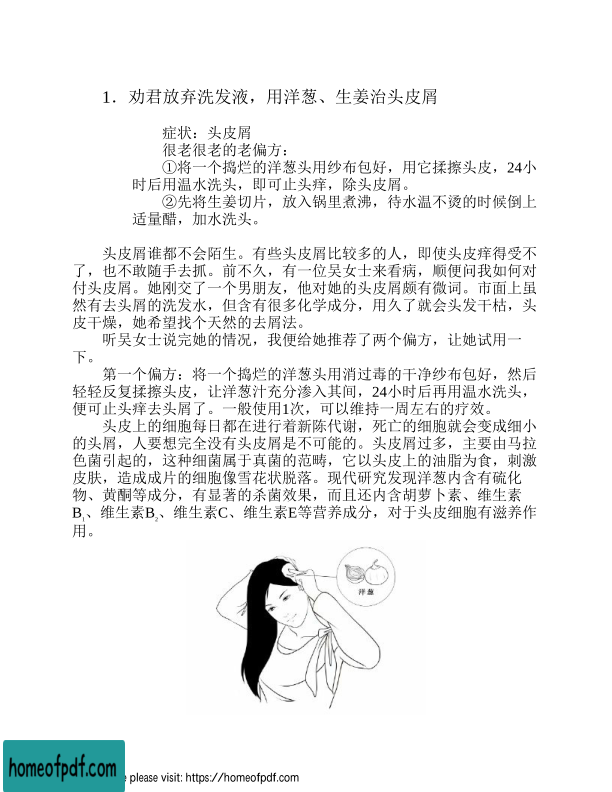 1．劝君放弃洗发液，用洋葱、生姜治头皮屑
症状：头皮屑
很老很老的老偏方：
①将一个捣烂的洋葱头用纱布包好，用它揉擦头皮，24小
时后用温水洗头，即可止头痒，除头皮屑。
②先将生姜切片，放入锅里煮沸，待水温不烫的时候倒上
适量醋，加水洗头。
头皮屑谁都不会陌生。有些头皮屑比较多的人，即使头皮痒得受不
了，也不敢随手去抓。前不久，有一位吴女士来看病，顺便问我如何对
付头皮屑。她刚交了一个男朋友，他对她的头皮屑颇有微词。市面上虽
然有去头屑的洗发水，但含有很多化学成分，用久了就会头发干枯，头
皮干燥，她希望找个天然的去屑法。
听吴女士说完她的情况，我便给她推荐了两个偏方，让她试用一
下。
第一个偏方：将一个捣烂的洋葱头用消过毒的干净纱布包好，然后
轻轻反复揉擦头皮，让洋葱汁充分渗入其间，24小时后再用温水洗头，
便可止头痒去头屑了。一般使用1次，可以维持一周左右的疗效。
头皮上的细胞每日都在进行着新陈代谢，死亡的细胞就会变成细小
的头屑，人要想完全没有头皮屑是不可能的。头皮屑过多，主要由马拉
色菌引起的，这种细菌属于真菌的范畴，它以头皮上的油脂为食，刺激
皮肤，造成成片的细胞像雪花状脱落。现代研究发现洋葱内含有硫化
物、黄酮等成分，有显著的杀菌效果，而且还内含胡萝卜素、维生素
B₁、维生素B₂、维生素C、维生素E等营养成分，对于头皮细胞有滋养作
用。
洋葱
homeofpdf.com
e please visit: https://homeofpdf.com